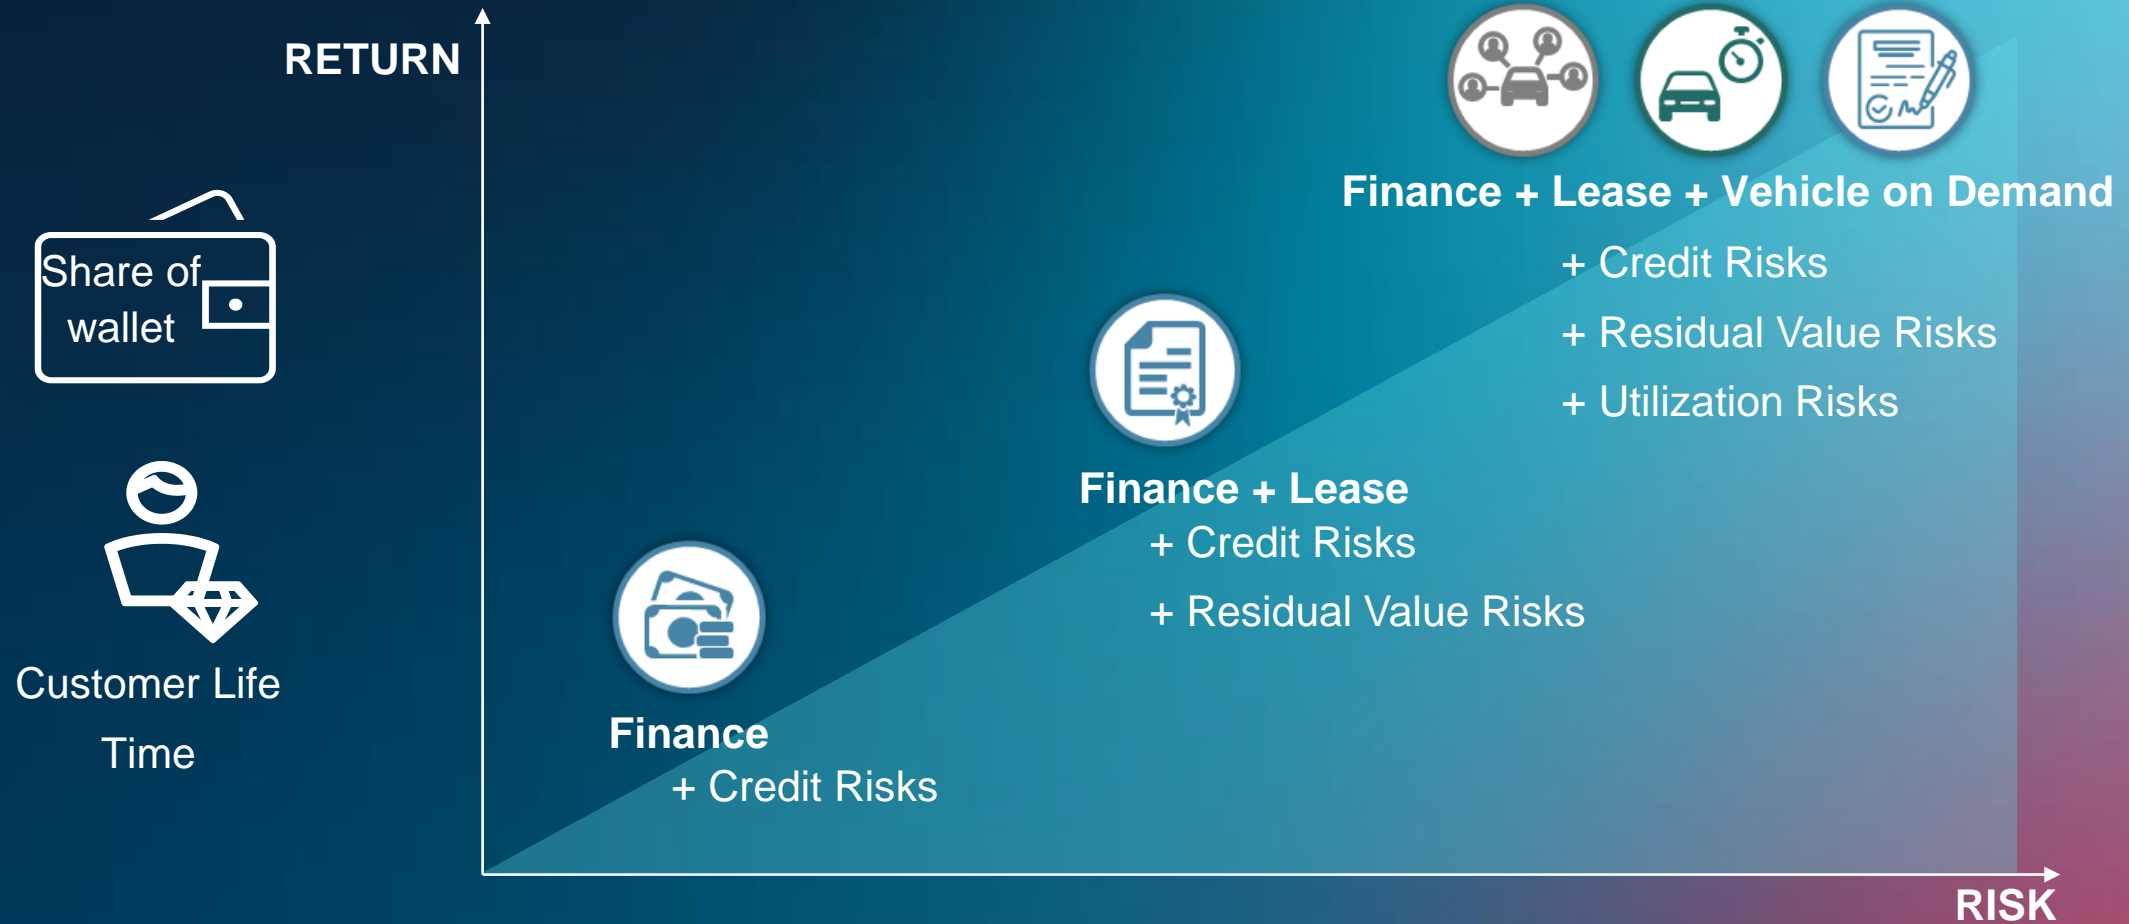 RETURN
Share of
wallet
Customer Life
Time
Finance + Lease + Vehicle on Demand
+ Credit Risks
+ Residual Value Risks
+ Utilization Risks
Finance + Lease
+ Credit Risks
+ Residual Value Risks
Finance
+ Credit Risks
RISK